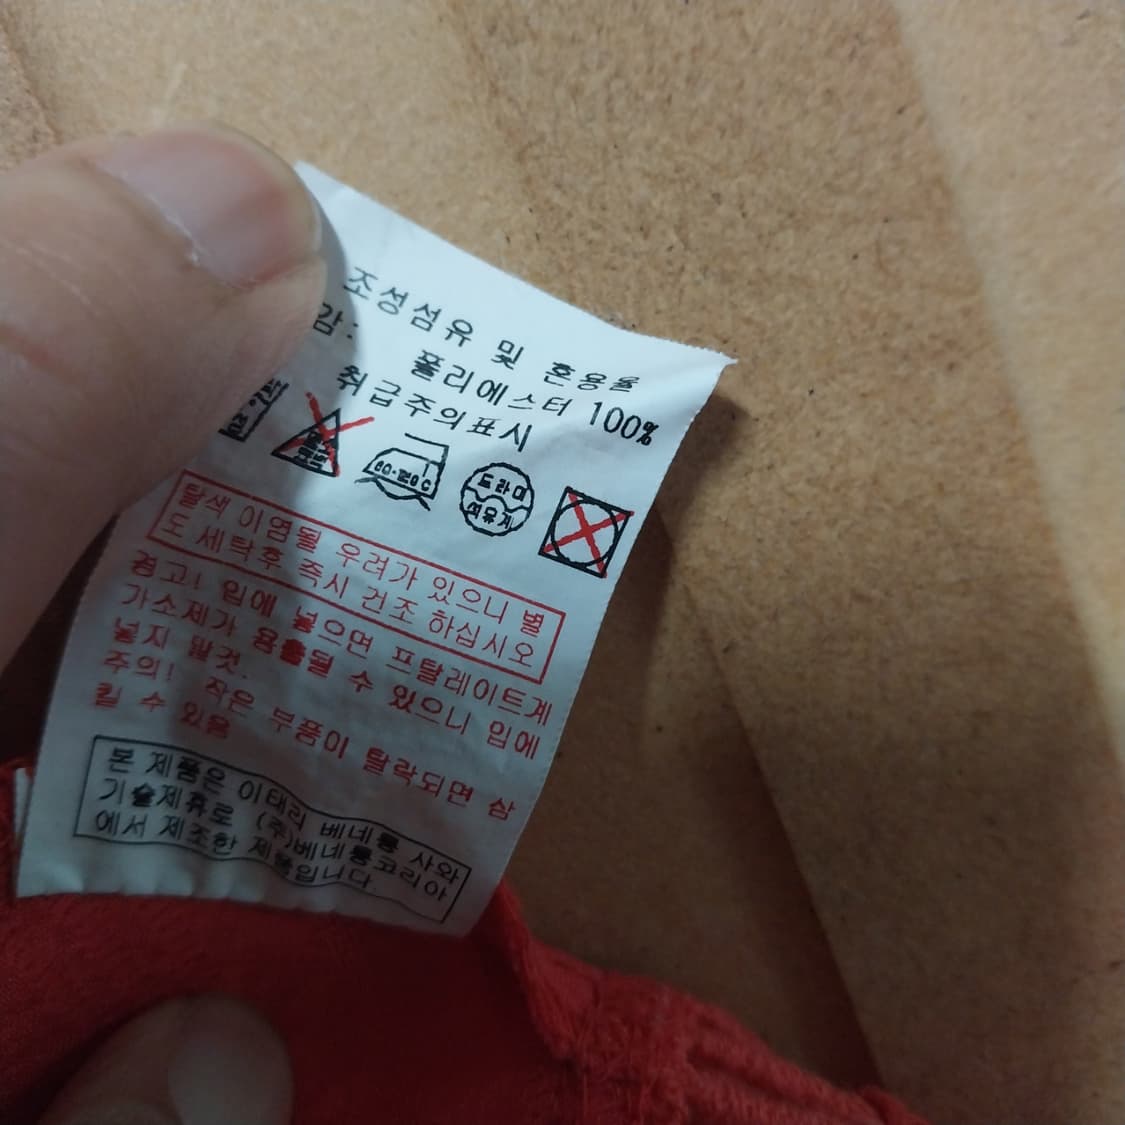 조성섬유 및 혼용율
감:
폴리에스터 100%
취급주의표시
80-120°C
드라이
석유계
탈색 이염될 우려가 있으니 별
도 세탁후 즉시 건조 하십시오
경고! 입에 넣으면 프탈레이트계
가소제가 용출될 수 있으니 입에
넣지 말것.
주의! 작은 부품이 탈락되면 삼
킬 수 있음
본 제품은 이태리 베네통 사와
기술제휴로 (주)베네통코리아
에서 제조한 제품입니다